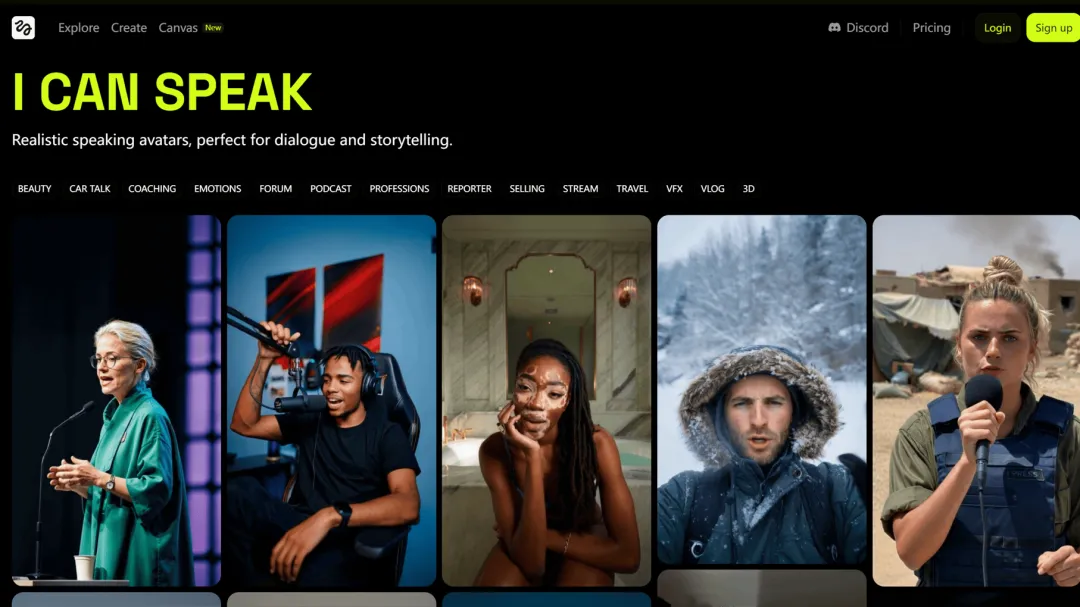 Explore Create Canvas New Discord Pricing Login Sign up
I CAN SPEAK
Realistic speaking avatars, perfect for dialogue and storytelling.
BEAUTY CAR TALK COACHING EMOTIONS FORUM PODCAST PROFESSIONS REPORTER SELLING STREAM TRAVEL VFX VLOG 3D